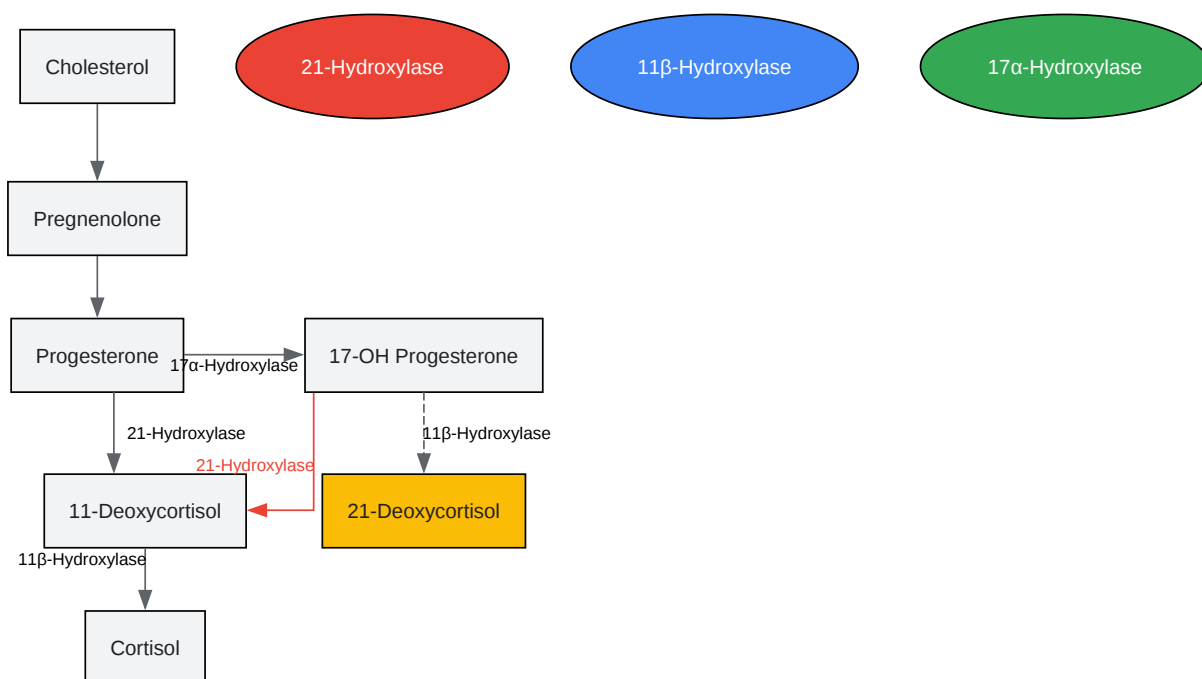 Cholesterol
21-Hydroxylase
11β-Hydroxylase
17α-Hydroxylase
Pregnenolone
Progesterone
17α-Hydroxylase
17-OH Progesterone
21-Hydroxylase
11β-Hydroxylase
21-Hydroxylase
11-Deoxycortisol
21-Deoxycortisol
11β-Hydroxylase
Cortisol